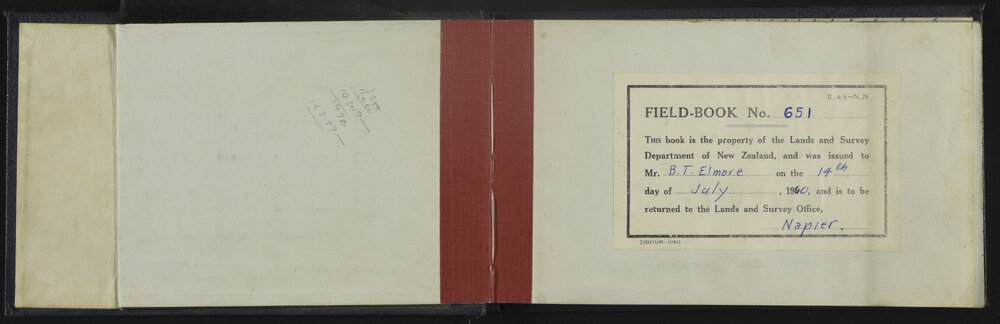 [L. & S.—N. 24.
FIELD-BOOK No. 651
THIS book is the property of the Lands and Survey
Department of New Zealand, and was issued to
Mr. B.T. Elmore on the 14th
day of July, 1960, and is to be
returned to the Lands and Survey Office,
Napier.
1470
16259